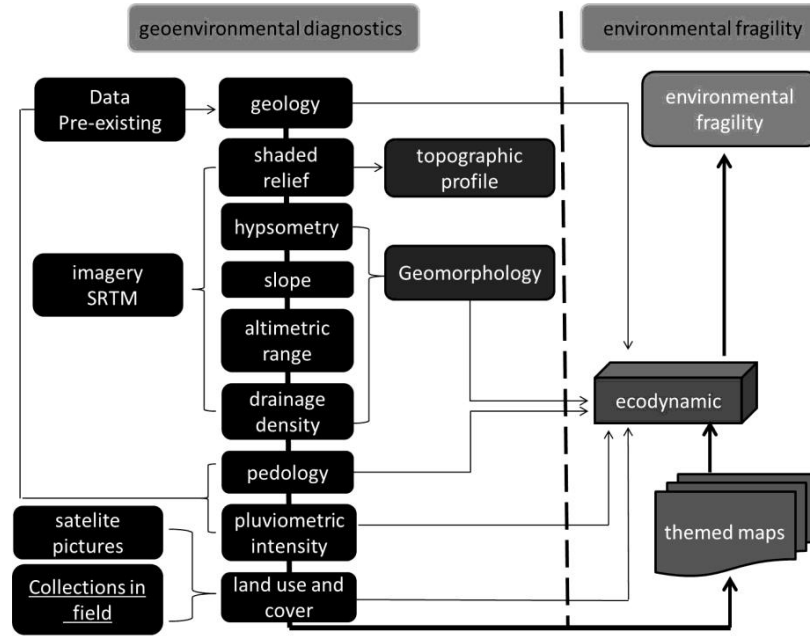 geoenvironmental diagnostics
environmental fragility
Data
Pre-existing
geology
environmental
fragility
shaded
relief
topographic
profile
hypsometry
imagery
SRTM
slope
Geomorphology
altimetric
range
drainage
density
ecodynamic
pedology
satelite
pictures
pluviometric
intensity
themed maps
Collections in
field
land use and
cover